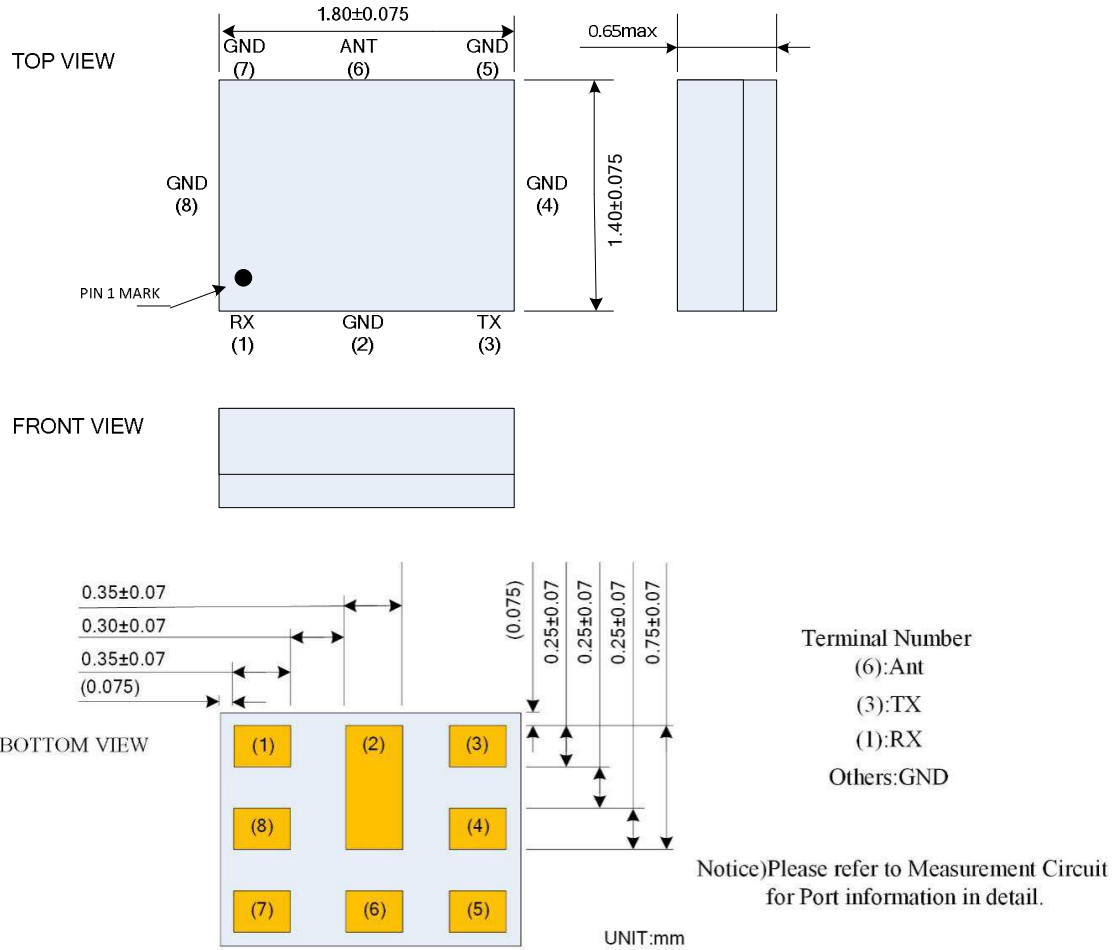 1.80±0.075
0.65max
TOP VIEW
GND
(7)
ANT
(6)
GND
(5)
GND
(8)
GND
(4)
1.40±0.075
PIN 1 MARK
RX
(1)
GND
(2)
TX
(3)
FRONT VIEW
0.35±0.07
0.30±0.07
0.35±0.07
(0.075)
(0.075)
0.25±0.07
0.25±0.07
0.25±0.07
0.75±0.07
BOTTOM VIEW
(1)
(2)
(3)
(8)
(4)
(7)
(6)
(5)
Terminal Number
(6):Ant
(3):TX
(1):RX
Others:GND
Notice)Please refer to Measurement Circuit
for Port information in detail.
UNIT:mm